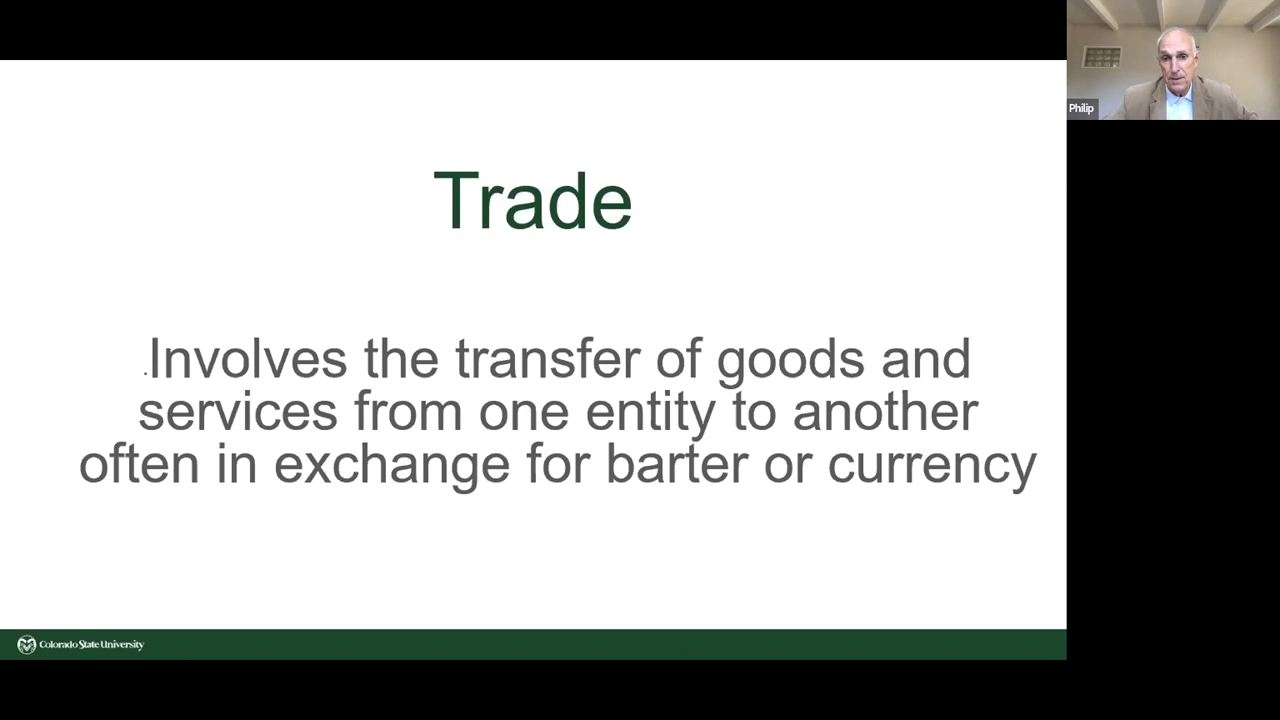 Philip
Trade
.Involves the transfer of goods and
services from one entity to another
often in exchange for barter or currency
Colorado State University